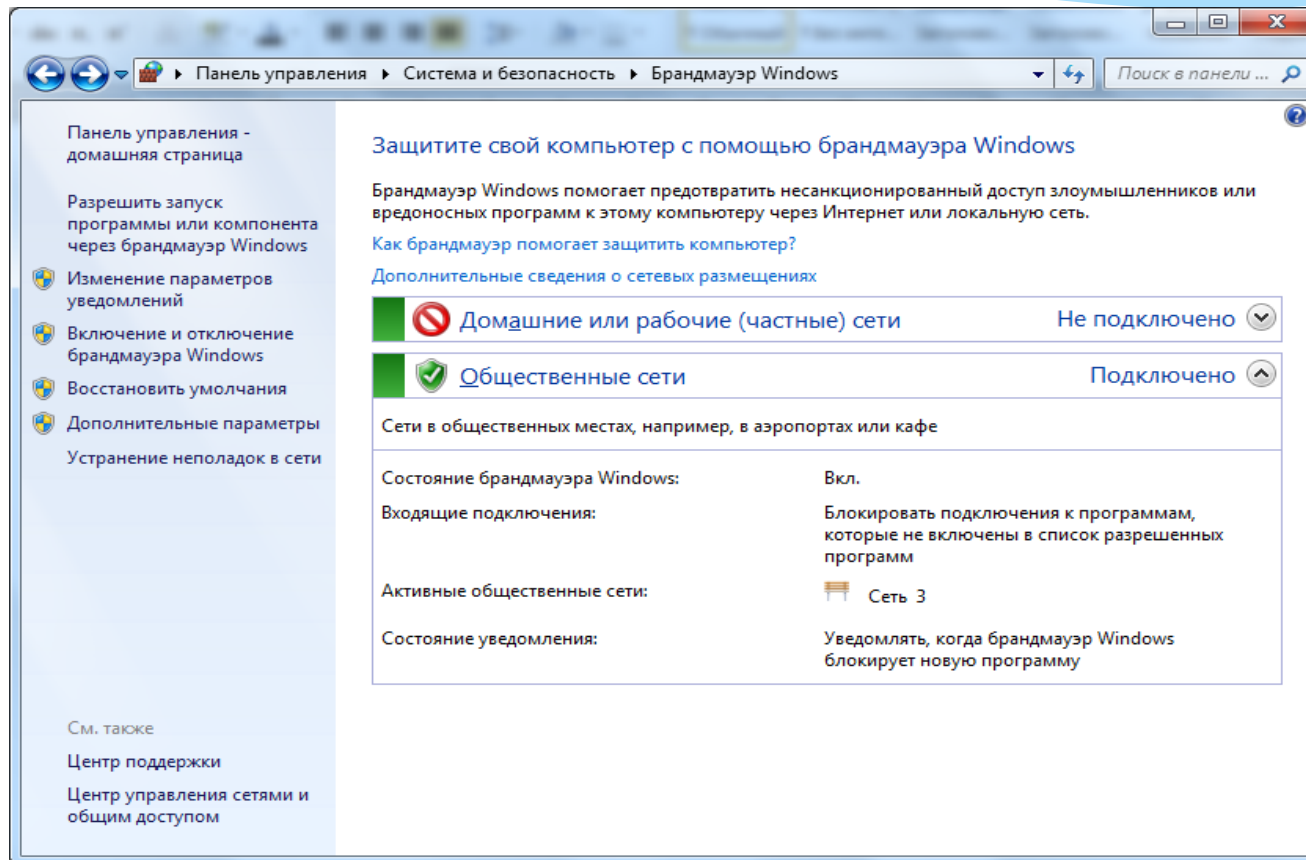 Панель управления ▸ Система и безопасность ▸ Брандмауэр Windows
Поиск в панели ...
Панель управления -
домашняя страница
Разрешить запуск
программы или компонента
через брандмауэр Windows
Изменение параметров
уведомлений
Включение и отключение
брандмауэра Windows
Восстановить умолчания
Дополнительные параметры
Устранение неполадок в сети
См. также
Центр поддержки
Центр управления сетями и
общим доступом
Защитите свой компьютер с помощью брандмауэра Windows
Брандмауэр Windows помогает предотвратить несанкционированный доступ злоумышленников или
вредоносных программ к этому компьютеру через Интернет или локальную сеть.
Как брандмауэр помогает защитить компьютер?
Дополнительные сведения о сетевых размещениях
Домашние или рабочие (частные) сети Не подключено
Общественные сети Подключено
Сети в общественных местах, например, в аэропортах или кафе
Состояние брандмауэра Windows: Вкл.
Входящие подключения: Блокировать подключения к программам,
которые не включены в список разрешенных
программ
Активные общественные сети: Сеть 3
Состояние уведомления: Уведомлять, когда брандмауэр Windows
блокирует новую программу